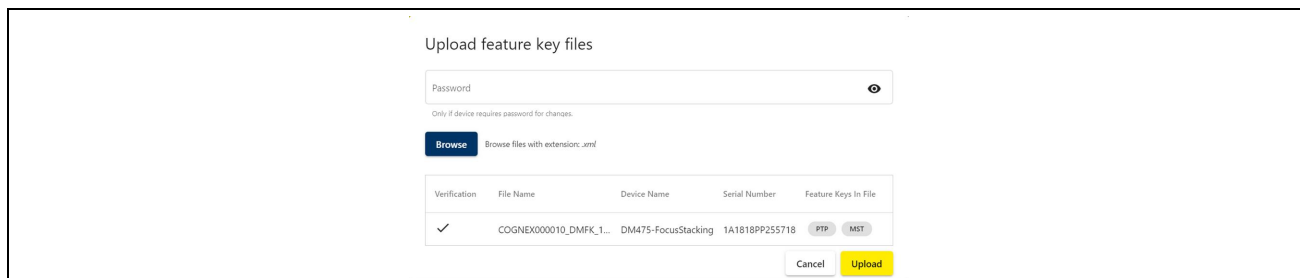 Upload feature key files
Password
Only if device requires password for changes.
Browse Browse files with extension: .xml
Verification File Name Device Name Serial Number Feature Keys In File
COGNEX000010_DMFK_1... DM475-FocusStacking 1A1818PP255718 PTP MST
Cancel Upload